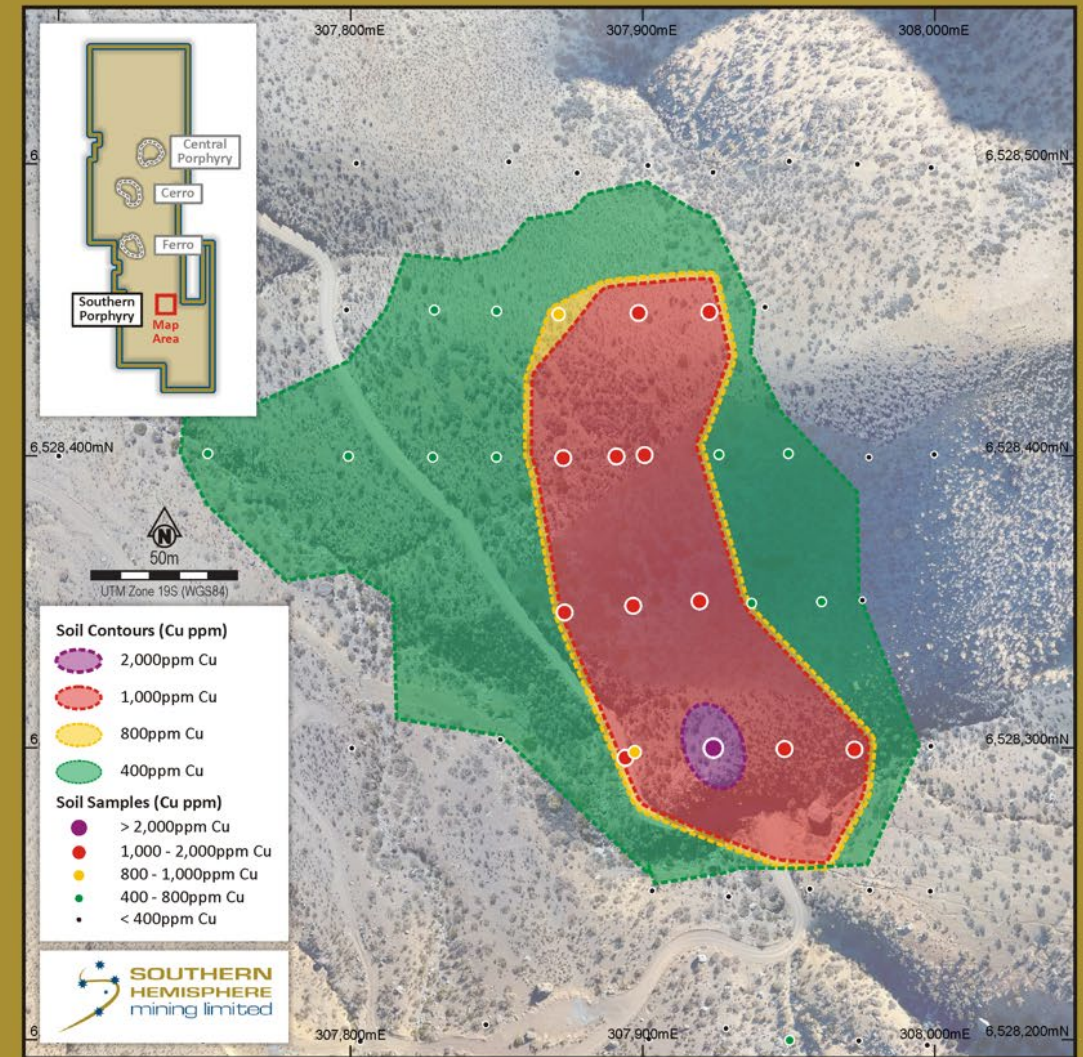 307,800mE
307,900mE
308,000mE
Central
Porphyry
Cerro
Ferro
Southern
Porphyry
Map
Area
6,528,500mN
6,528,400mN
6,528,400mN
N
50m
UTM Zone 19S (WGS84)
Soil Contours (Cu ppm)
2,000ppm Cu
1,000ppm Cu
800ppm Cu
400ppm Cu
Soil Samples (Cu ppm)
> 2,000ppm Cu
1,000 - 2,000ppm Cu
800 - 1,000ppm Cu
400 - 800ppm Cu
< 400ppm Cu
6,528,300mN
SOUTHERN
HEMISPHERE
mining limited
307,800mE
307,900mE
308,000mE
6,528,200mN